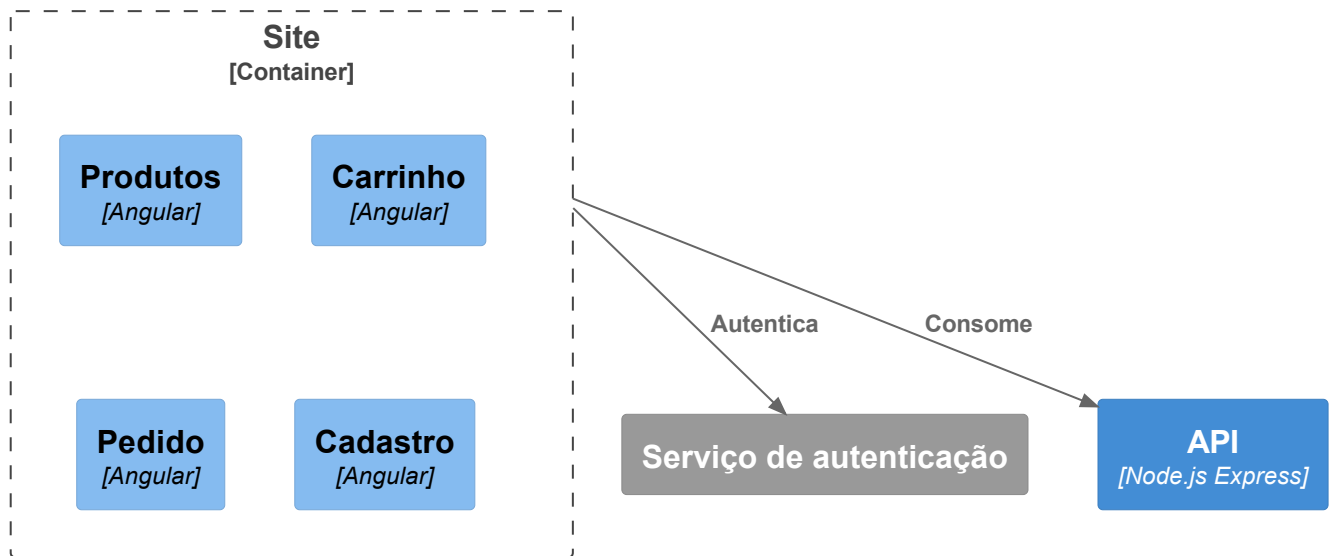 Site
[Container]
Produtos
[Angular]
Carrinho
[Angular]
Autentica
Consome
Pedido
[Angular]
Cadastro
[Angular]
Serviço de autenticação
API
[Node.js Express]